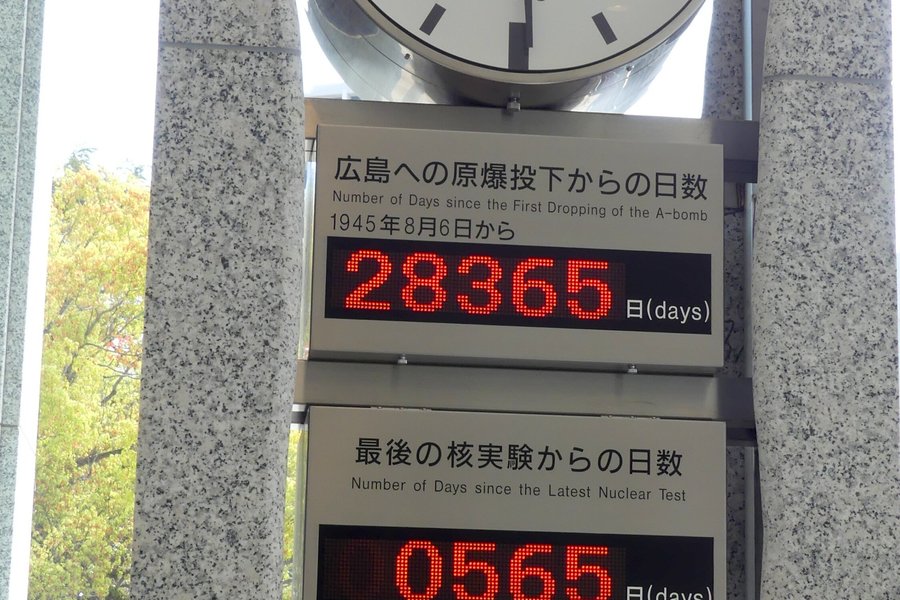 広島への原爆投下からの日数
Number of Days since the First Dropping of the A-bomb
1945年8月6日から
28365 日(days)
最後の核実験からの日数
Number of Days since the Latest Nuclear Test
0565 日(days)